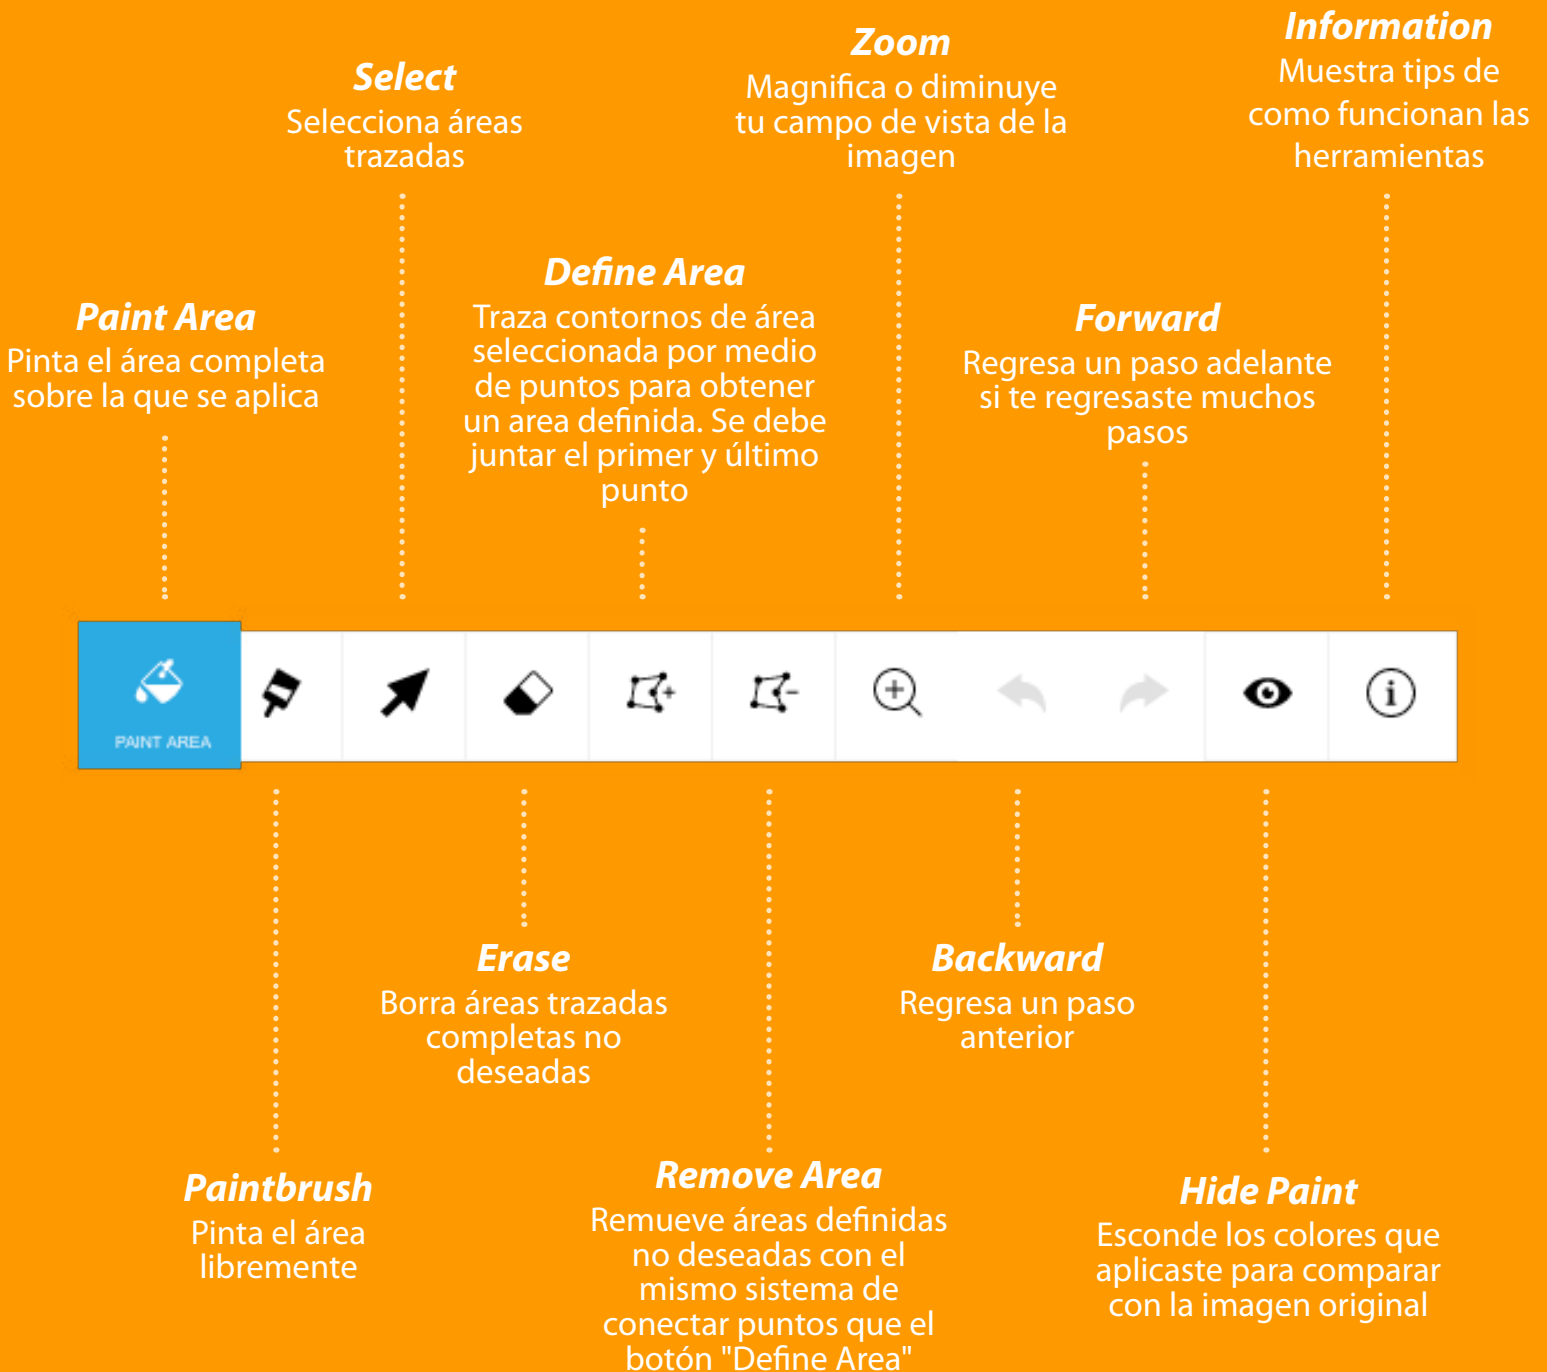 Information
Muestra tips de
como funcionan las
herramientas
Zoom
Magnifica o diminuye
tu campo de vista de la
imagen
Select
Selecciona áreas
trazadas
Define Area
Traza contornos de área
seleccionada por medio
de puntos para obtener
un area definida. Se debe
juntar el primer y último
punto
Paint Area
Pinta el área completa
sobre la que se aplica
Forward
Regresa un paso adelante
si te regresaste muchos
pasos
PAINT AREA
Erase
Borra áreas trazadas
completas no
deseadas
Backward
Regresa un paso
anterior
Paintbrush
Pinta el área
libremente
Remove Area
Remueve áreas definidas
no deseadas con el
mismo sistema de
conectar puntos que el
botón "Define Area"
Hide Paint
Esconde los colores que
aplicaste para comparar
con la imagen original